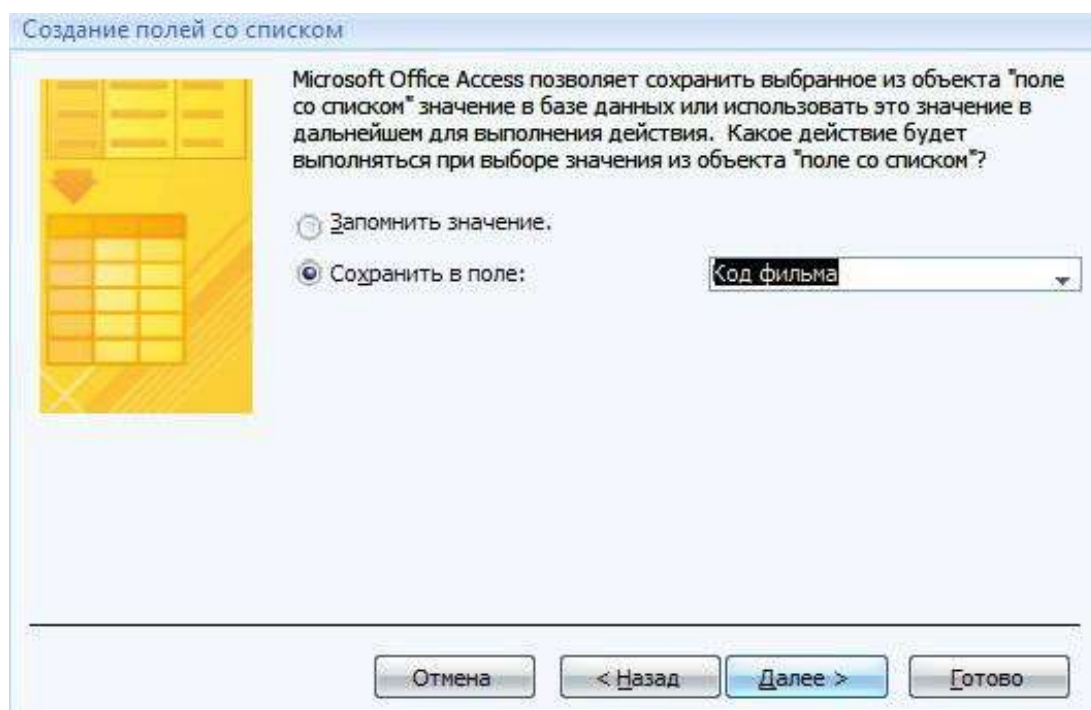 Создание полей со списком
Microsoft Office Access позволяет сохранить выбранное из объекта "поле
со списком" значение в базе данных или использовать это значение в
дальнейшем для выполнения действия. Какое действие будет
выполняться при выборе значения из объекта "поле со списком"?
Запомнить значение.
Сохранить в поле: Код фильма
Отмена < Назад Далее > Готово